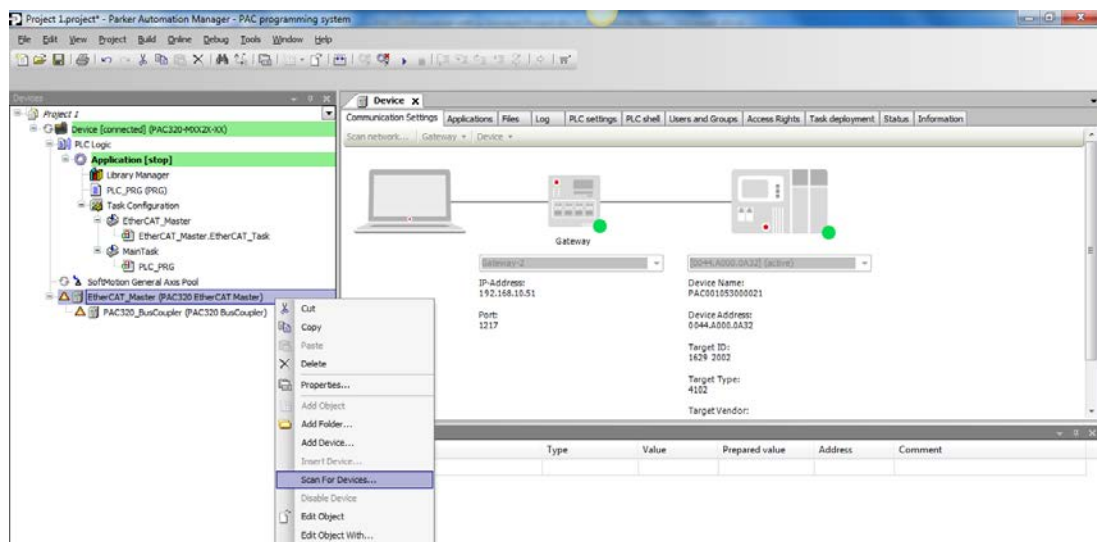 Project 1.project* - Parker Automation Manager - PAC programming system
File Edit View Project Build Online Debug Tools Window Help
Devices
Project 1
Device [connected] (PAC320-MXX2X-XX)
PLC Logic
Application [stop]
Library Manager
PLC_PRG (PRG)
Task Configuration
EtherCAT_Master
EtherCAT_Master.EtherCAT_Task
MainTask
PLC_PRG
SoftMotion General Axis Pool
EtherCAT_Master (PAC320 EtherCAT Master)
PAC320_BusCoupler (PAC320 BusCoupler)
Cut
Copy
Paste
Delete
Properties...
Add Object
Add Folder...
Add Device...
Insert Device...
Scan For Devices...
Disable Device
Edit Object
Edit Object With...
Device X
Communication Settings Applications Files Log PLC settings PLC shell Users and Groups Access Rights Task deployment Status Information
Scan network... Gateway Device
Gateway
Gateway-2
IP-Address:
192.168.10.51
Port:
1217
[0044.A000.0A32] (active)
Device Name:
PAC001053000021
Device Address:
0044.A000.0A32
Target ID:
1629 2002
Target Type:
4102
Target Vendor:
Type Value Prepared value Address Comment